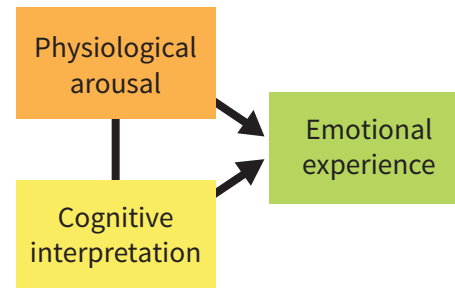 Physiological
arousal
Emotional
experience
Cognitive
interpretation